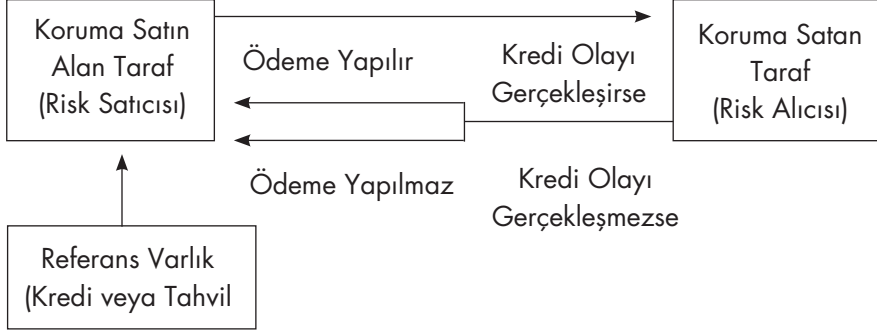 Koruma Satın
Alan Taraf
(Risk Satıcısı)
Ödeme Yapılır
Kredi Olayı
Gerçekleşirse
Koruma Satan
Taraf
(Risk Alıcısı)
Ödeme Yapılmaz
Kredi Olayı
Gerçekleşmezse
Referans Varlık
(Kredi veya Tahvil